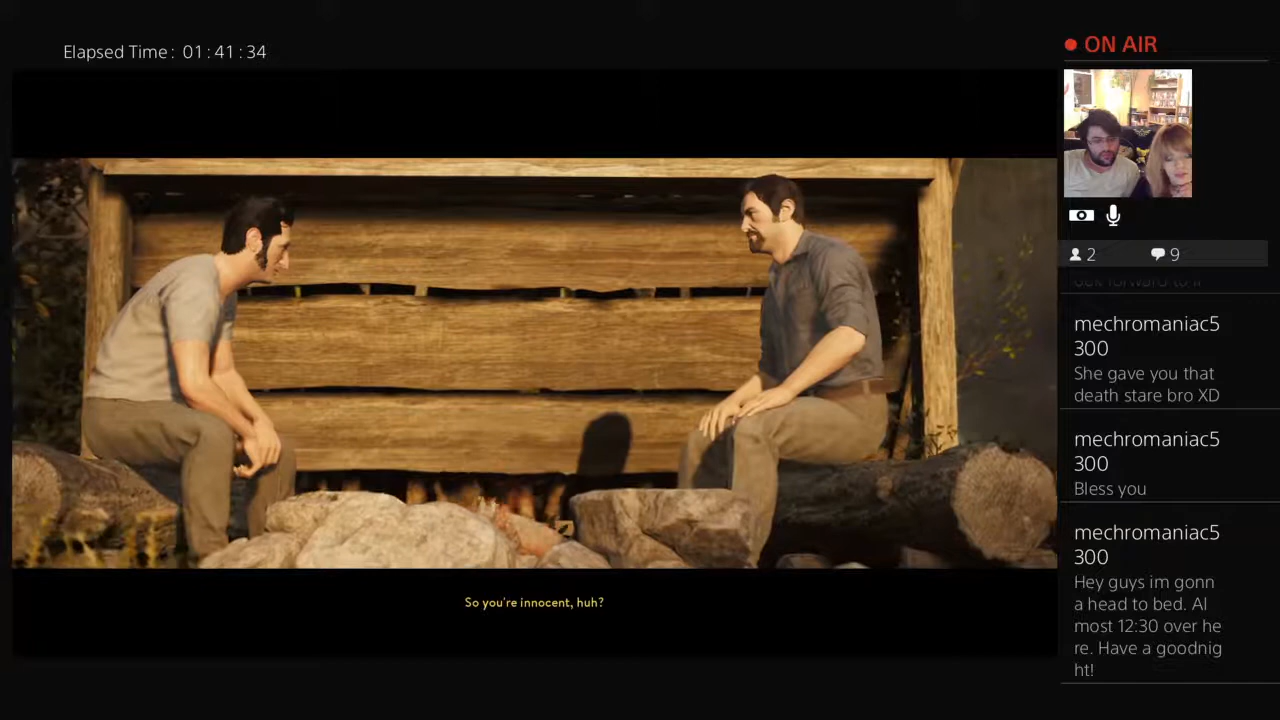 Elapsed Time: 01:41:34
ON AIR
2
9
mechromaniac5
300
She gave you that
death stare bro XD
mechromaniac5
300
Bless you
mechromaniac5
300
Hey guys im gonn
a head to bed. Al
most 12:30 over he
re. Have a goodnig
ht!
So you're innocent, huh?